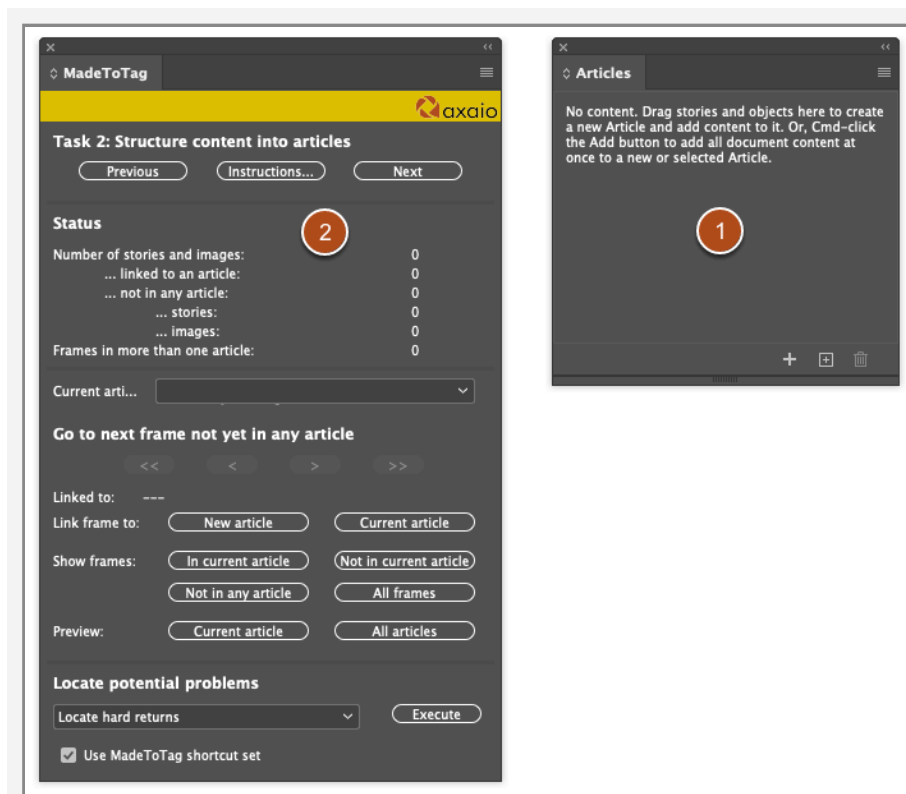 MadeToTag
axaio
Task 2: Structure content into articles
Previous Instructions... Next
Status
2
Number of stories and images: 0
... linked to an article: 0
... not in any article: 0
... stories: 0
... images: 0
Frames in more than one article: 0
Current arti...
Go to next frame not yet in any article
<< < > >>
Linked to: ---
Link frame to: New article Current article
Show frames: In current article Not in current article
Not in any article All frames
Preview: Current article All articles
Locate potential problems
Locate hard returns Execute
Use MadeToTag shortcut set
Articles
No content. Drag stories and objects here to create
a new Article and add content to it. Or, Cmd-click
the Add button to add all document content at
once to a new or selected Article.
1